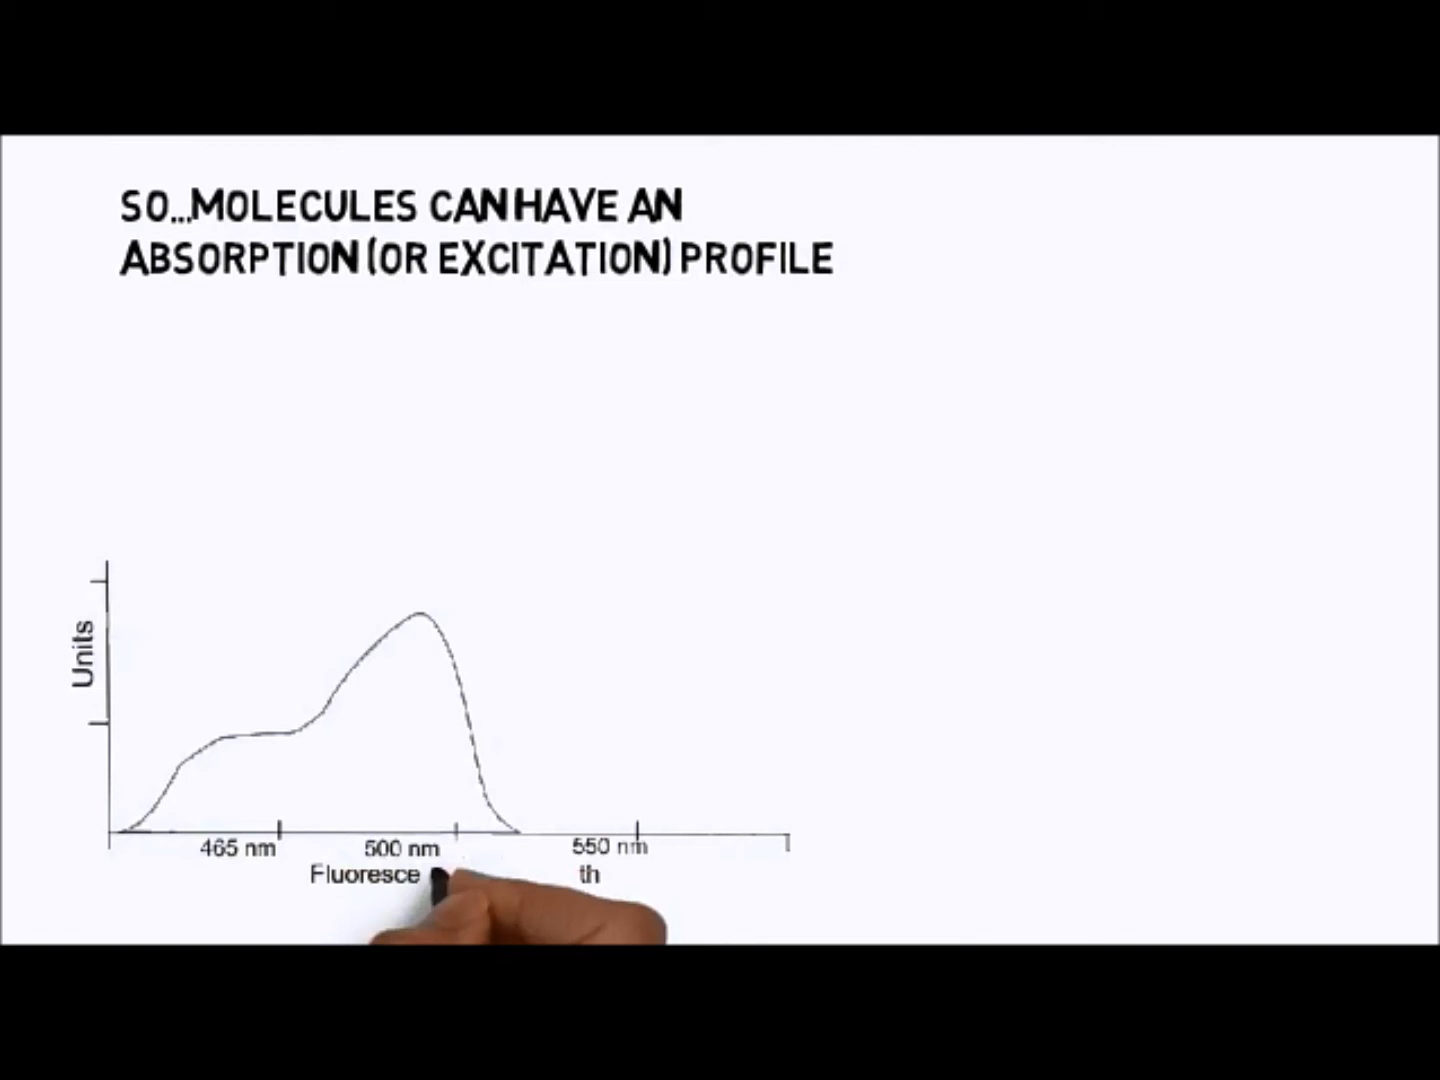 SO...MOLECULES CAN HAVE AN
ABSORPTION (OR EXCITATION) PROFILE
Units
465 nm 500 nm 550 nm
Fluoresce th